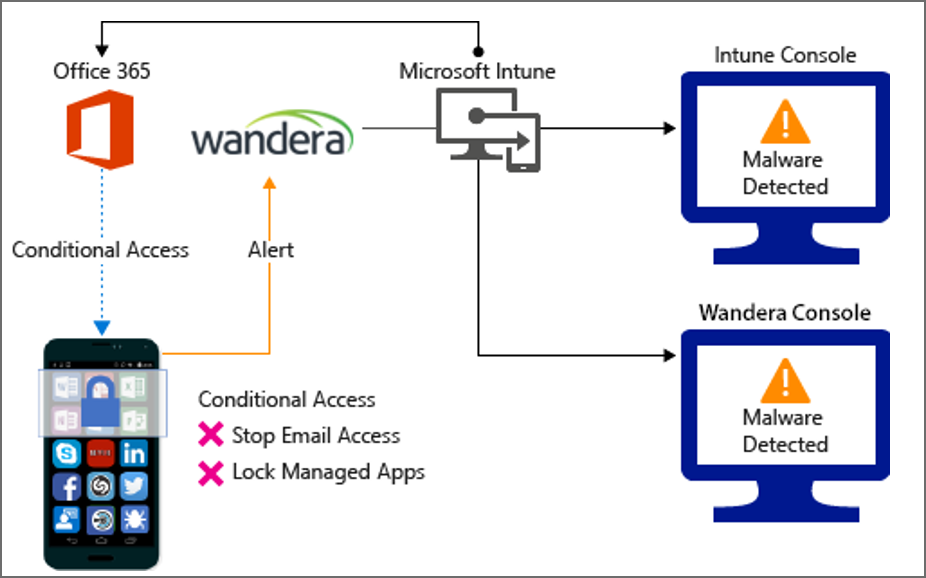 Office 365
Microsoft Intune
Intune Console
wandera
Malware
Detected
Conditional Access
Alert
Wandera Console
Malware
Detected
Conditional Access
Stop Email Access
Lock Managed Apps